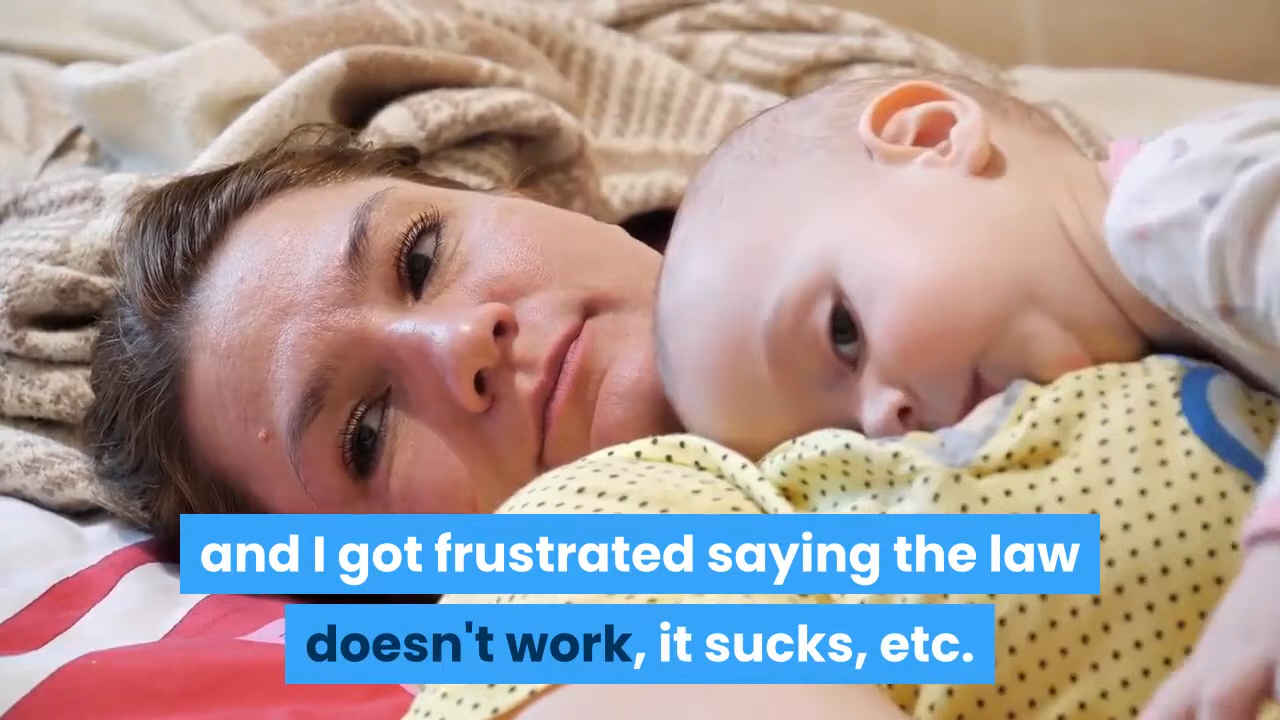 and I got frustrated saying the law
doesn't work, it sucks, etc.